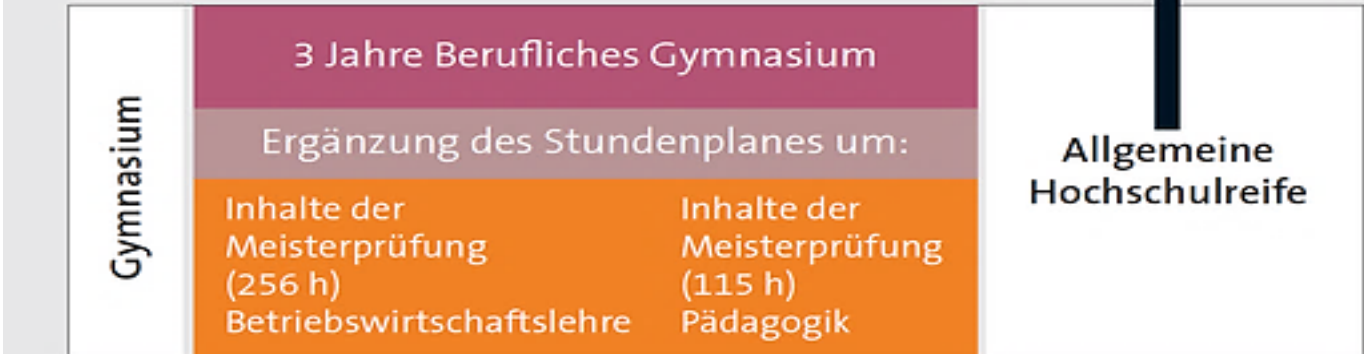 Gymnasium
3 Jahre Berufliches Gymnasium
Ergänzung des Stundenplanes um:
Inhalte der
Meisterprüfung
(256 h)
Betriebswirtschaftslehre
Inhalte der
Meisterprüfung
(115 h)
Pädagogik
Allgemeine
Hochschulreife